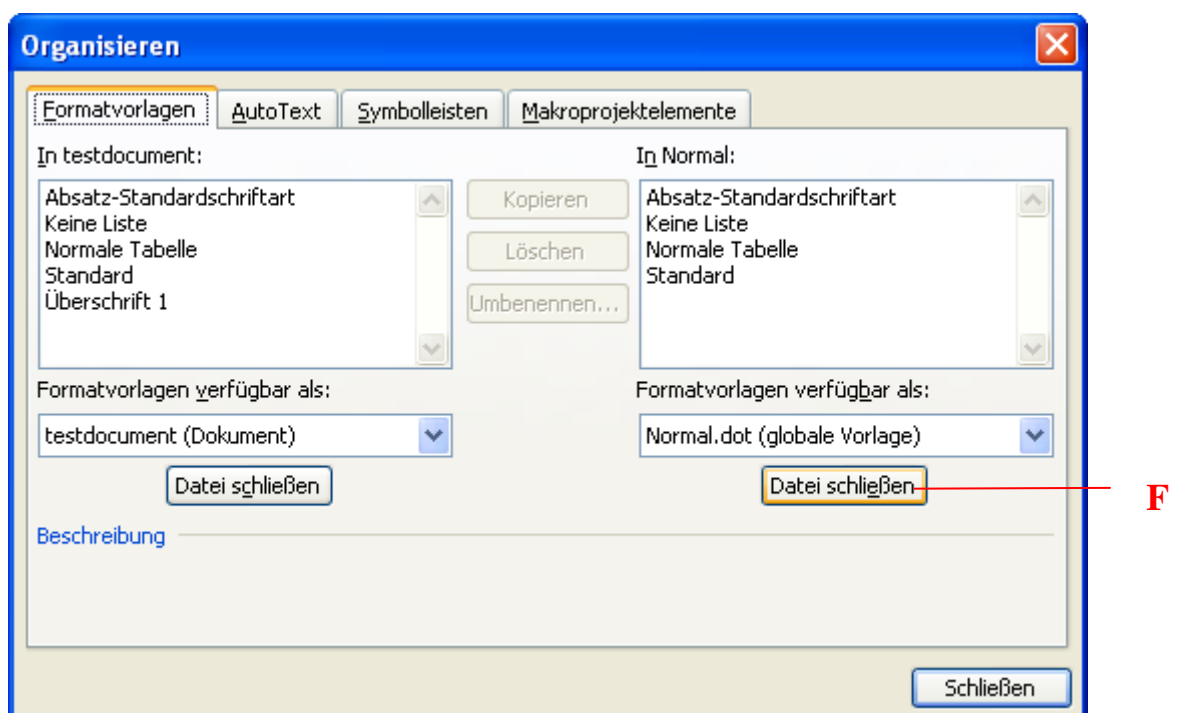 Organisieren
Formatvorlagen AutoText Symbolleisten Makroprojektelemente
In testdocument:
Absatz-Standardschriftart
Keine Liste
Normale Tabelle
Standard
Überschrift 1
Kopieren
Löschen
Umbenennen...
In Normal:
Absatz-Standardschriftart
Keine Liste
Normale Tabelle
Standard
Formatvorlagen verfügbar als:
testdocument (Dokument)
Datei schließen
Formatvorlagen verfügbar als:
Normal.dot (globale Vorlage)
Datei schließen
F
Beschreibung
Schließen